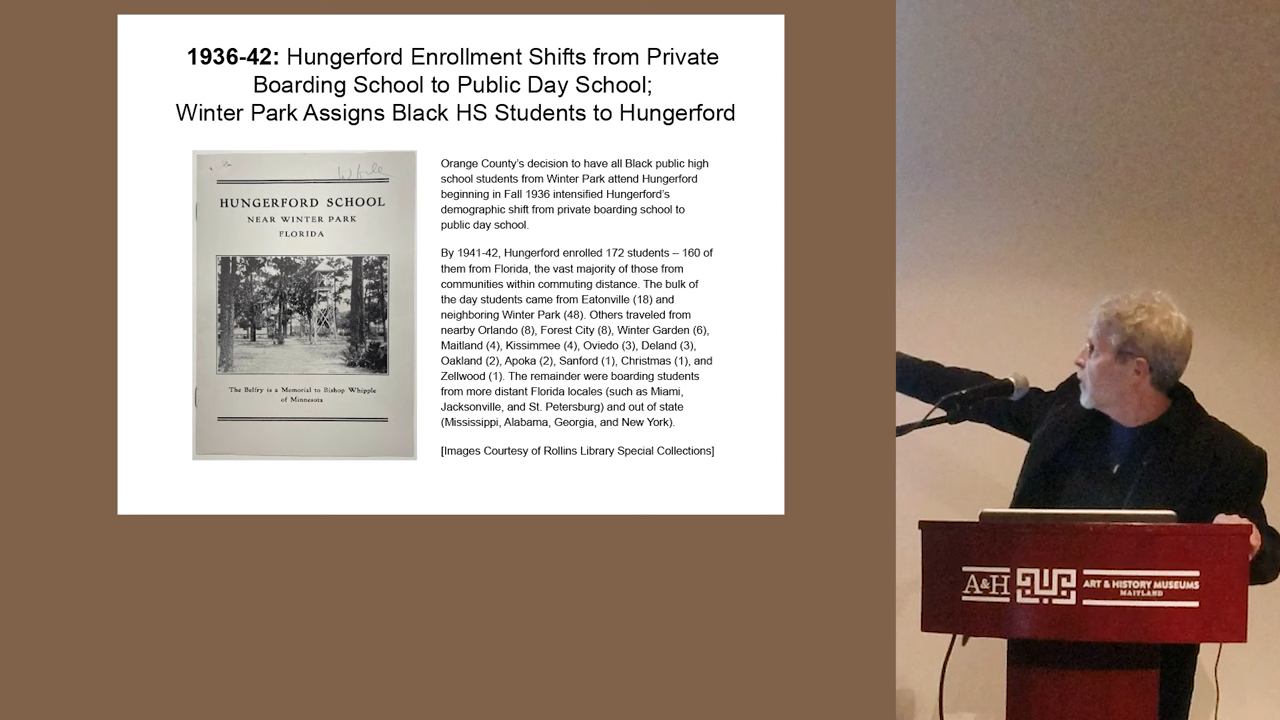 1936-42: Hungerford Enrollment Shifts from Private
Boarding School to Public Day School;
Winter Park Assigns Black HS Students to Hungerford
HUNGERFORD SCHOOL
NEAR WINTER PARK
FLORIDA
The Belfry is a Memorial to Bishop Whipple
of Minnesota
Orange County's decision to have all Black public high
school students from Winter Park attend Hungerford
beginning in Fall 1936 intensified Hungerford's
demographic shift from private boarding school to
public day school.
By 1941-42, Hungerford enrolled 172 students – 160 of
them from Florida, the vast majority of those from
communities within commuting distance. The bulk of
the day students came from Eatonville (18) and
neighboring Winter Park (48). Others traveled from
nearby Orlando (8), Forest City (8), Winter Garden (6),
Maitland (4), Kissimmee (4), Oviedo (3), Deland (3),
Oakland (2), Apoka (2), Sanford (1), Christmas (1), and
Zellwood (1). The remainder were boarding students
from more distant Florida locales (such as Miami,
Jacksonville, and St. Petersburg) and out of state
(Mississippi, Alabama, Georgia, and New York).
[Images Courtesy of Rollins Library Special Collections]
A&H
ART & HISTORY MUSEUMS
MAITLAND